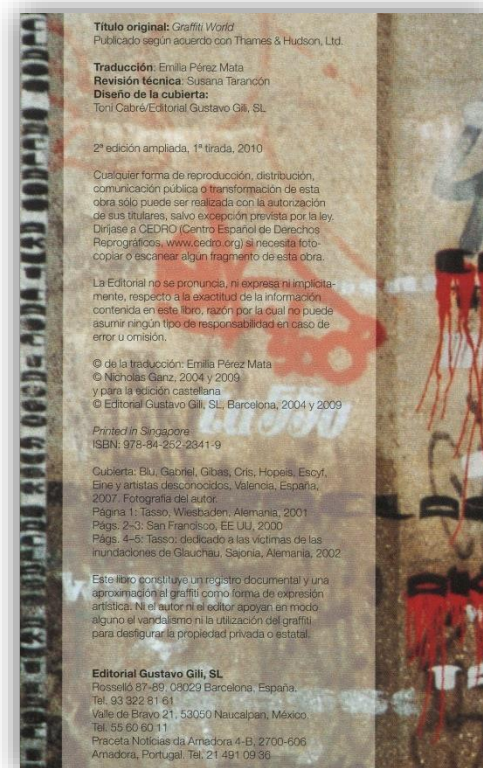 Título original: Graffiti World
Publicado según acuerdo con Thames & Hudson, Ltd.
Traducción: Emilia Pérez Mata
Revisión técnica: Susana Tarancón
Diseño de la cubierta:
Toni Cabré/Editorial Gustavo Gili, SL
2ª edición ampliada, 1ª tirada, 2010
Cualquier forma de reproducción, distribución,
comunicación pública o transformación de esta
obra sólo puede ser realizada con la autorización
de sus titulares, salvo excepción prevista por la ley.
Diríjase a CEDRO (Centro Español de Derechos
Reprográficos, www.cedro.org) si necesita foto-
copiar o escanear algún fragmento de esta obra.
La Editorial no se pronuncia, ni expresa ni implícita-
mente, respecto a la exactitud de la información
contenida en este libro, razón por la cual no puede
asumir ningún tipo de responsabilidad en caso de
error u omisión.
© de la traducción: Emilia Pérez Mata
© Nicholas Ganz, 2004 y 2009
y para la edición castellana
© Editorial Gustavo Gili, SL, Barcelona, 2004 y 2009
Printed in Singapore
ISBN: 978-84-252-2341-9
Cubierta: Blu, Gabriel, Gibas, Cris, Hopeis, Escyf,
Eine y artistas desconocidos, Valencia, España,
2007. Fotografía del autor.
Página 1: Tasso, Wiesbaden, Alemania, 2001
Págs. 2–3: San Francisco, EE UU, 2000
Págs. 4–5: Tasso: dedicado a las víctimas de las
inundaciones de Glauchau, Sajonia, Alemania, 2002
Este libro constituye un registro documental y una
aproximación al graffiti como forma de expresión
artística. Ni el autor ni el editor apoyan en modo
alguno el vandalismo ni la utilización del graffiti
para desfigurar la propiedad privada o estatal.
Editorial Gustavo Gili, SL
Rosselló 87-89, 08029 Barcelona, España.
Tel. 93 322 81 61
Valle de Bravo 21, 53050 Naucalpan, México.
Tel. 55 60 60 11
Praceta Notícias da Amadora 4-B, 2700-606
Amadora, Portugal. Tel. 21 491 09 36